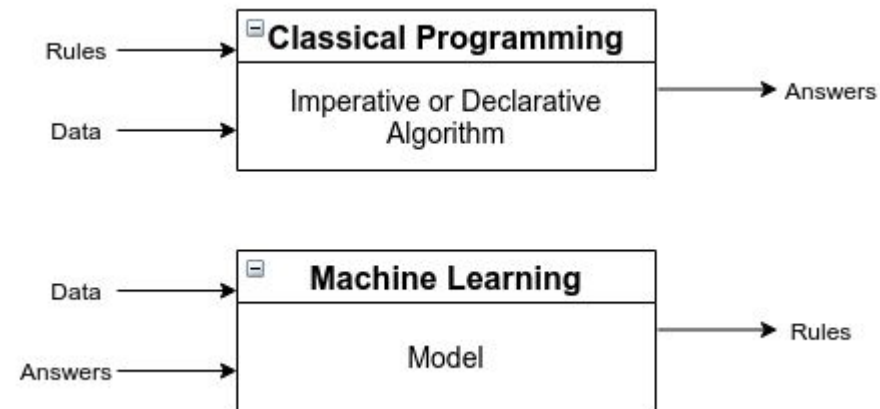 Classical Programming
Rules
Imperative or Declarative
Algorithm
Answers
Data
Machine Learning
Data
Model
Rules
Answers